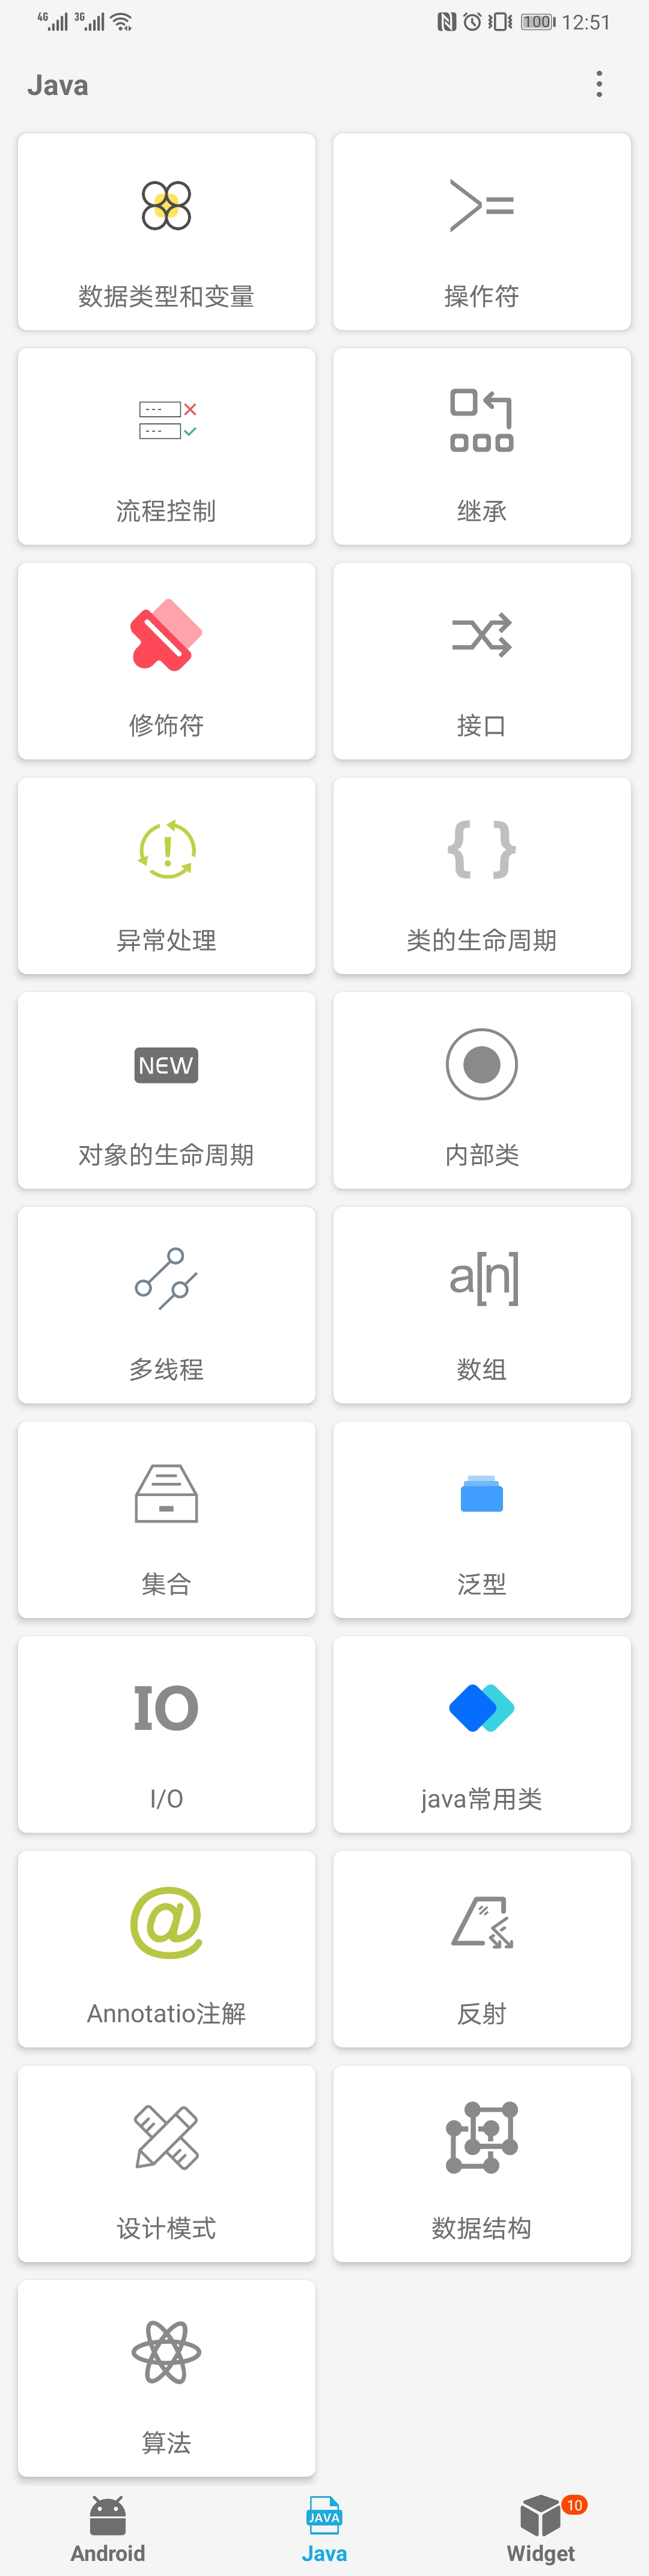 4G 3G 100 12:51
Java
>=
数据类型和变量
操作符
流程控制
继承
修饰符
接口
{ }
异常处理
类的生命周期
NEW
对象的生命周期
内部类
a[n]
多线程
数组
集合
泛型
IO
I/O
java常用类
@
Annotatio注解
反射
设计模式
数据结构
算法
JAVA
10
Android
Java
Widget